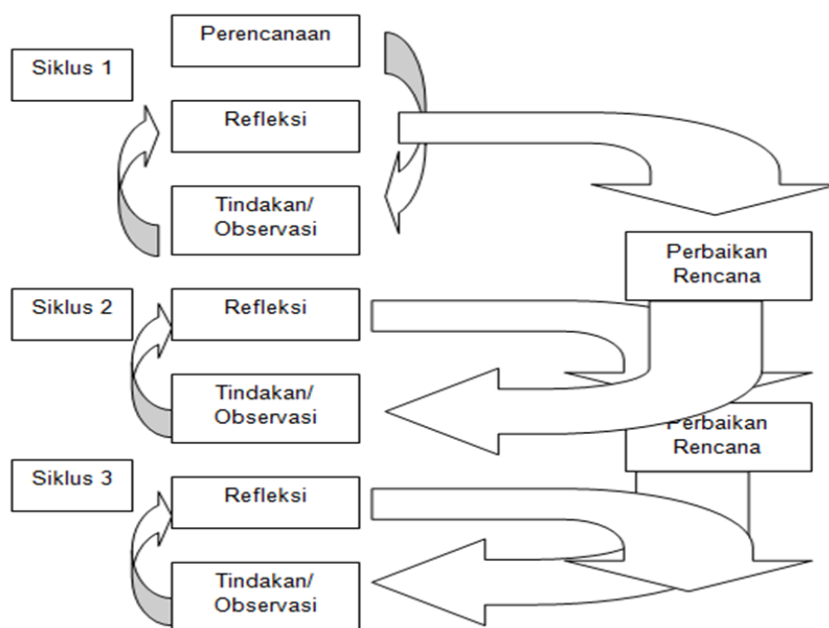 Perencanaan
Siklus 1
Refleksi
Tindakan/
Observasi
Perbaikan
Rencana
Siklus 2
Refleksi
Tindakan/
Observasi
Perbaikan
Rencana
Siklus 3
Refleksi
Tindakan/
Observasi